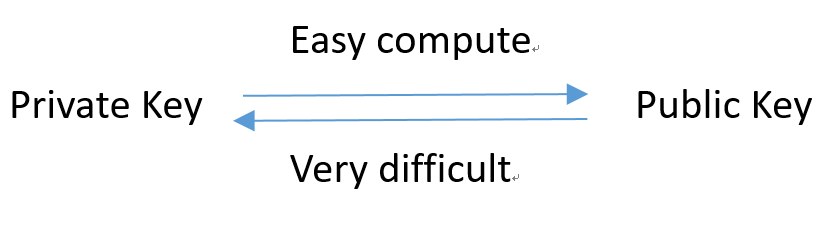 Easy compute
Private Key
Public Key
Very difficult